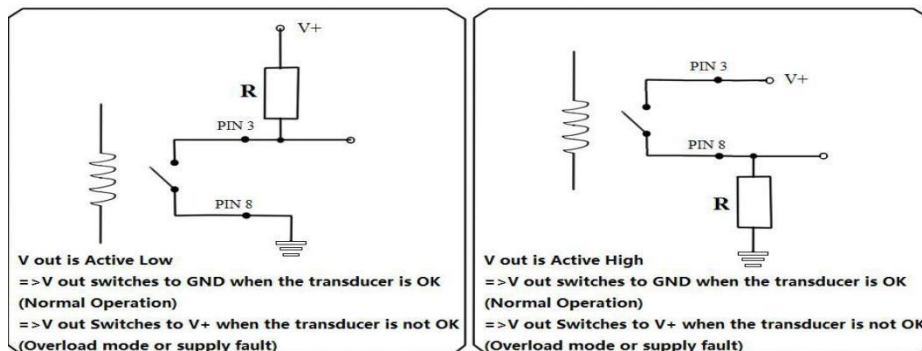 V+
R
PIN 3
PIN 8
V out is Active Low
=>V out switches to GND when the transducer is OK
(Normal Operation)
=>V out Switches to V+ when the transducer is not OK
(Overload mode or supply fault)
PIN 3
V+
PIN 8
R
V out is Active High
=>V out switches to GND when the transducer is OK
(Normal Operation)
=>V out Switches to V+ when the transducer is not OK
(Overload mode or supply fault)